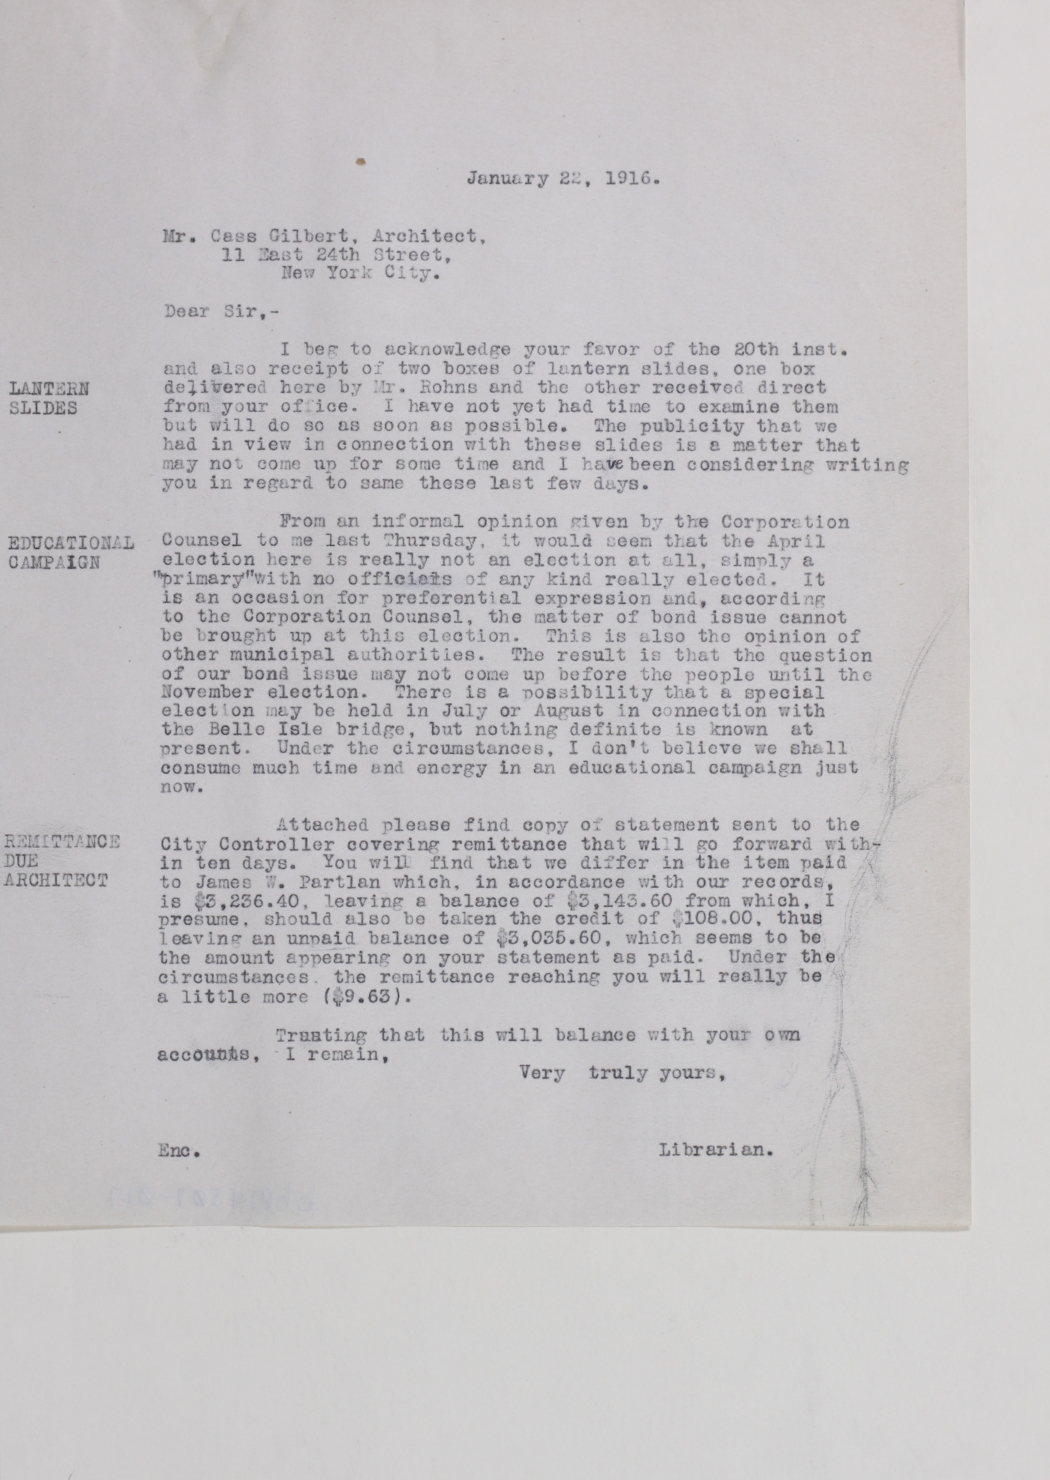 January 22, 1916.
Mr. Cass Gilbert, Architect,
11 East 24th Street,
New York City.
Dear Sir,-
I beg to acknowledge your favor of the 20th inst.
and also receipt of two boxes of lantern slides, one box
LANTERN
SLIDES
delivered here by Mr. Rohns and the other received direct
from your office. I have not yet had time to examine them
but will do so as soon as possible. The publicity that we
had in view in connection with these slides is a matter that
may not come up for some time and I have been considering writing
you in regard to same these last few days.
EDUCATIONAL
CAMPAIGN
From an informal opinion given by the Corporation
Counsel to me last Thursday, it would seem that the April
election here is really not an election at all, simply a
"primary"with no officials of any kind really elected. It
is an occasion for preferential expression and, according
to the Corporation Counsel, the matter of bond issue cannot
be brought up at this election. This is also the opinion of
other municipal authorities. The result is that the question
of our bond issue may not come up before the people until the
November election. There is a possibility that a special
election may be held in July or August in connection with
the Belle Isle bridge, but nothing definite is known at
present. Under the circumstances, I don't believe we shall
consume much time and energy in an educational campaign just
now.
REMITTANCE
DUE
ARCHITECT
Attached please find copy of statement sent to the
City Controller covering remittance that will go forward with-
in ten days. You will find that we differ in the item paid
to James W. Partlan which, in accordance with our records,
is $3,236.40, leaving a balance of $3,143.60 from which, I
presume, should also be taken the credit of $108.00, thus
leaving an unpaid balance of $3,035.60, which seems to be
the amount appearing on your statement as paid. Under the
circumstances, the remittance reaching you will really be
a little more ($9.63).
Trusting that this will balance with your own
accounts, I remain,
Very truly yours,
Enc.
Librarian.